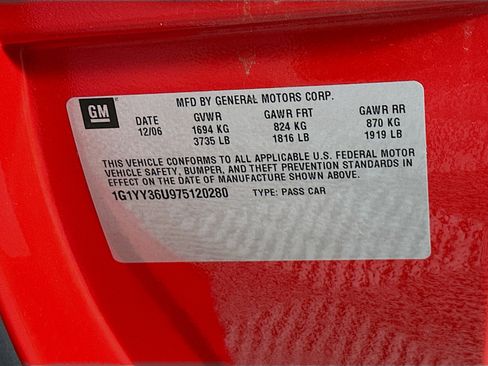 GM
MFD BY GENERAL MOTORS CORP.
DATE GVWR GAWR FRT GAWR RR
12/06 1694 KG 824 KG 870 KG
3735 LB 1816 LB 1919 LB
THIS VEHICLE CONFORMS TO ALL APPLICABLE U.S. FEDERAL MOTOR
VEHICLE SAFETY, BUMPER, AND THEFT PREVENTION STANDARDS IN
EFFECT ON THE DATE OF MANUFACTURE SHOWN ABOVE.
1G1YY36U975120280 TYPE: PASS CAR